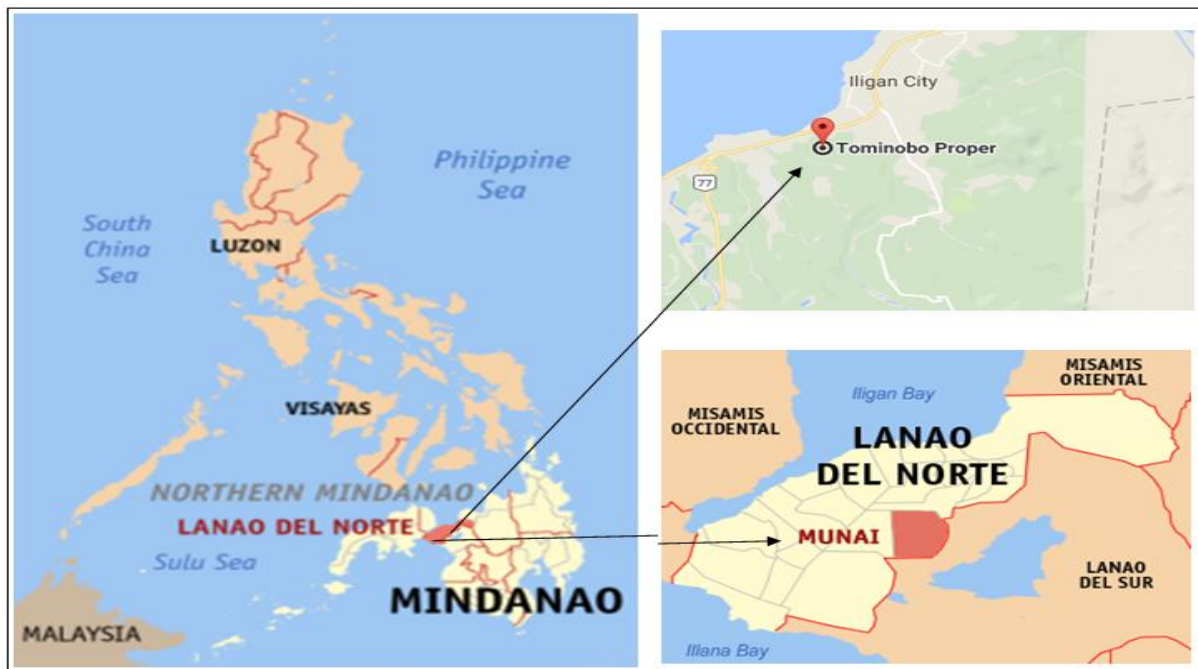 Philippine
Sea
South
China
Sea
LUZON
VISAYAS
NORTHERN MINDANAO
LANAO DEL NORTE
Sulu Sea
MINDANAO
MALAYSIA
Iligan City
Tominobo Proper
77
MISAMIS
ORIENTAL
Iligan Bay
MISAMIS
OCCIDENTAL
LANAO
DEL NORTE
MUNAI
LANAO
DEL SUR
Illana Bay